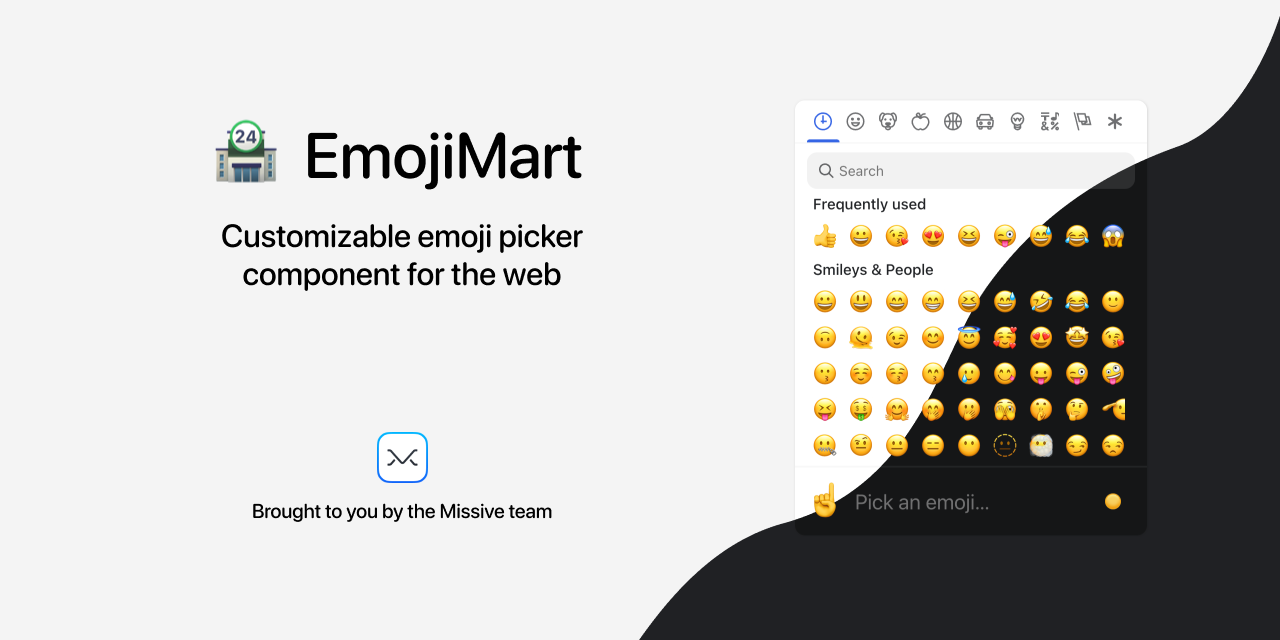 24
EmojiMart
Customizable emoji picker
component for the web
Brought to you by the Missive team
Search
Frequently used
Smileys & People
Pick an emoji...